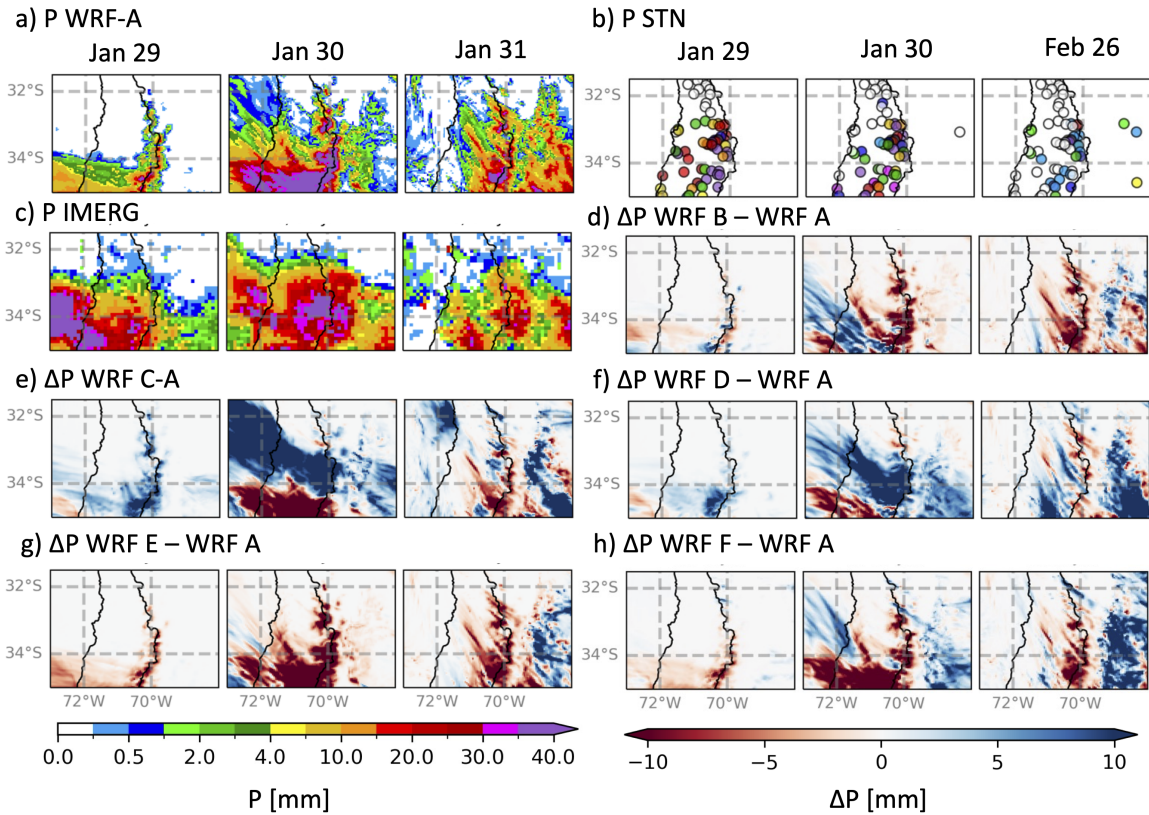 a) P WRF-A
b) P STN
Jan 29 Jan 30 Jan 31
Jan 29 Jan 30 Feb 26
32°S
34°S
32°S
34°S
c) P IMERG
d) ΔP WRF B – WRF A
32°S
34°S
32°S
34°S
e) ΔP WRF C-A
f) ΔP WRF D – WRF A
32°S
34°S
32°S
34°S
g) ΔP WRF E – WRF A
h) ΔP WRF F – WRF A
32°S
34°S
32°S
34°S
72°W 70°W 72°W 70°W 72°W 70°W
72°W 70°W 72°W 70°W 72°W 70°W
0.0 0.5 2.0 4.0 10.0 20.0 30.0 40.0
−10 −5 0 5 10
P [mm]
ΔP [mm]